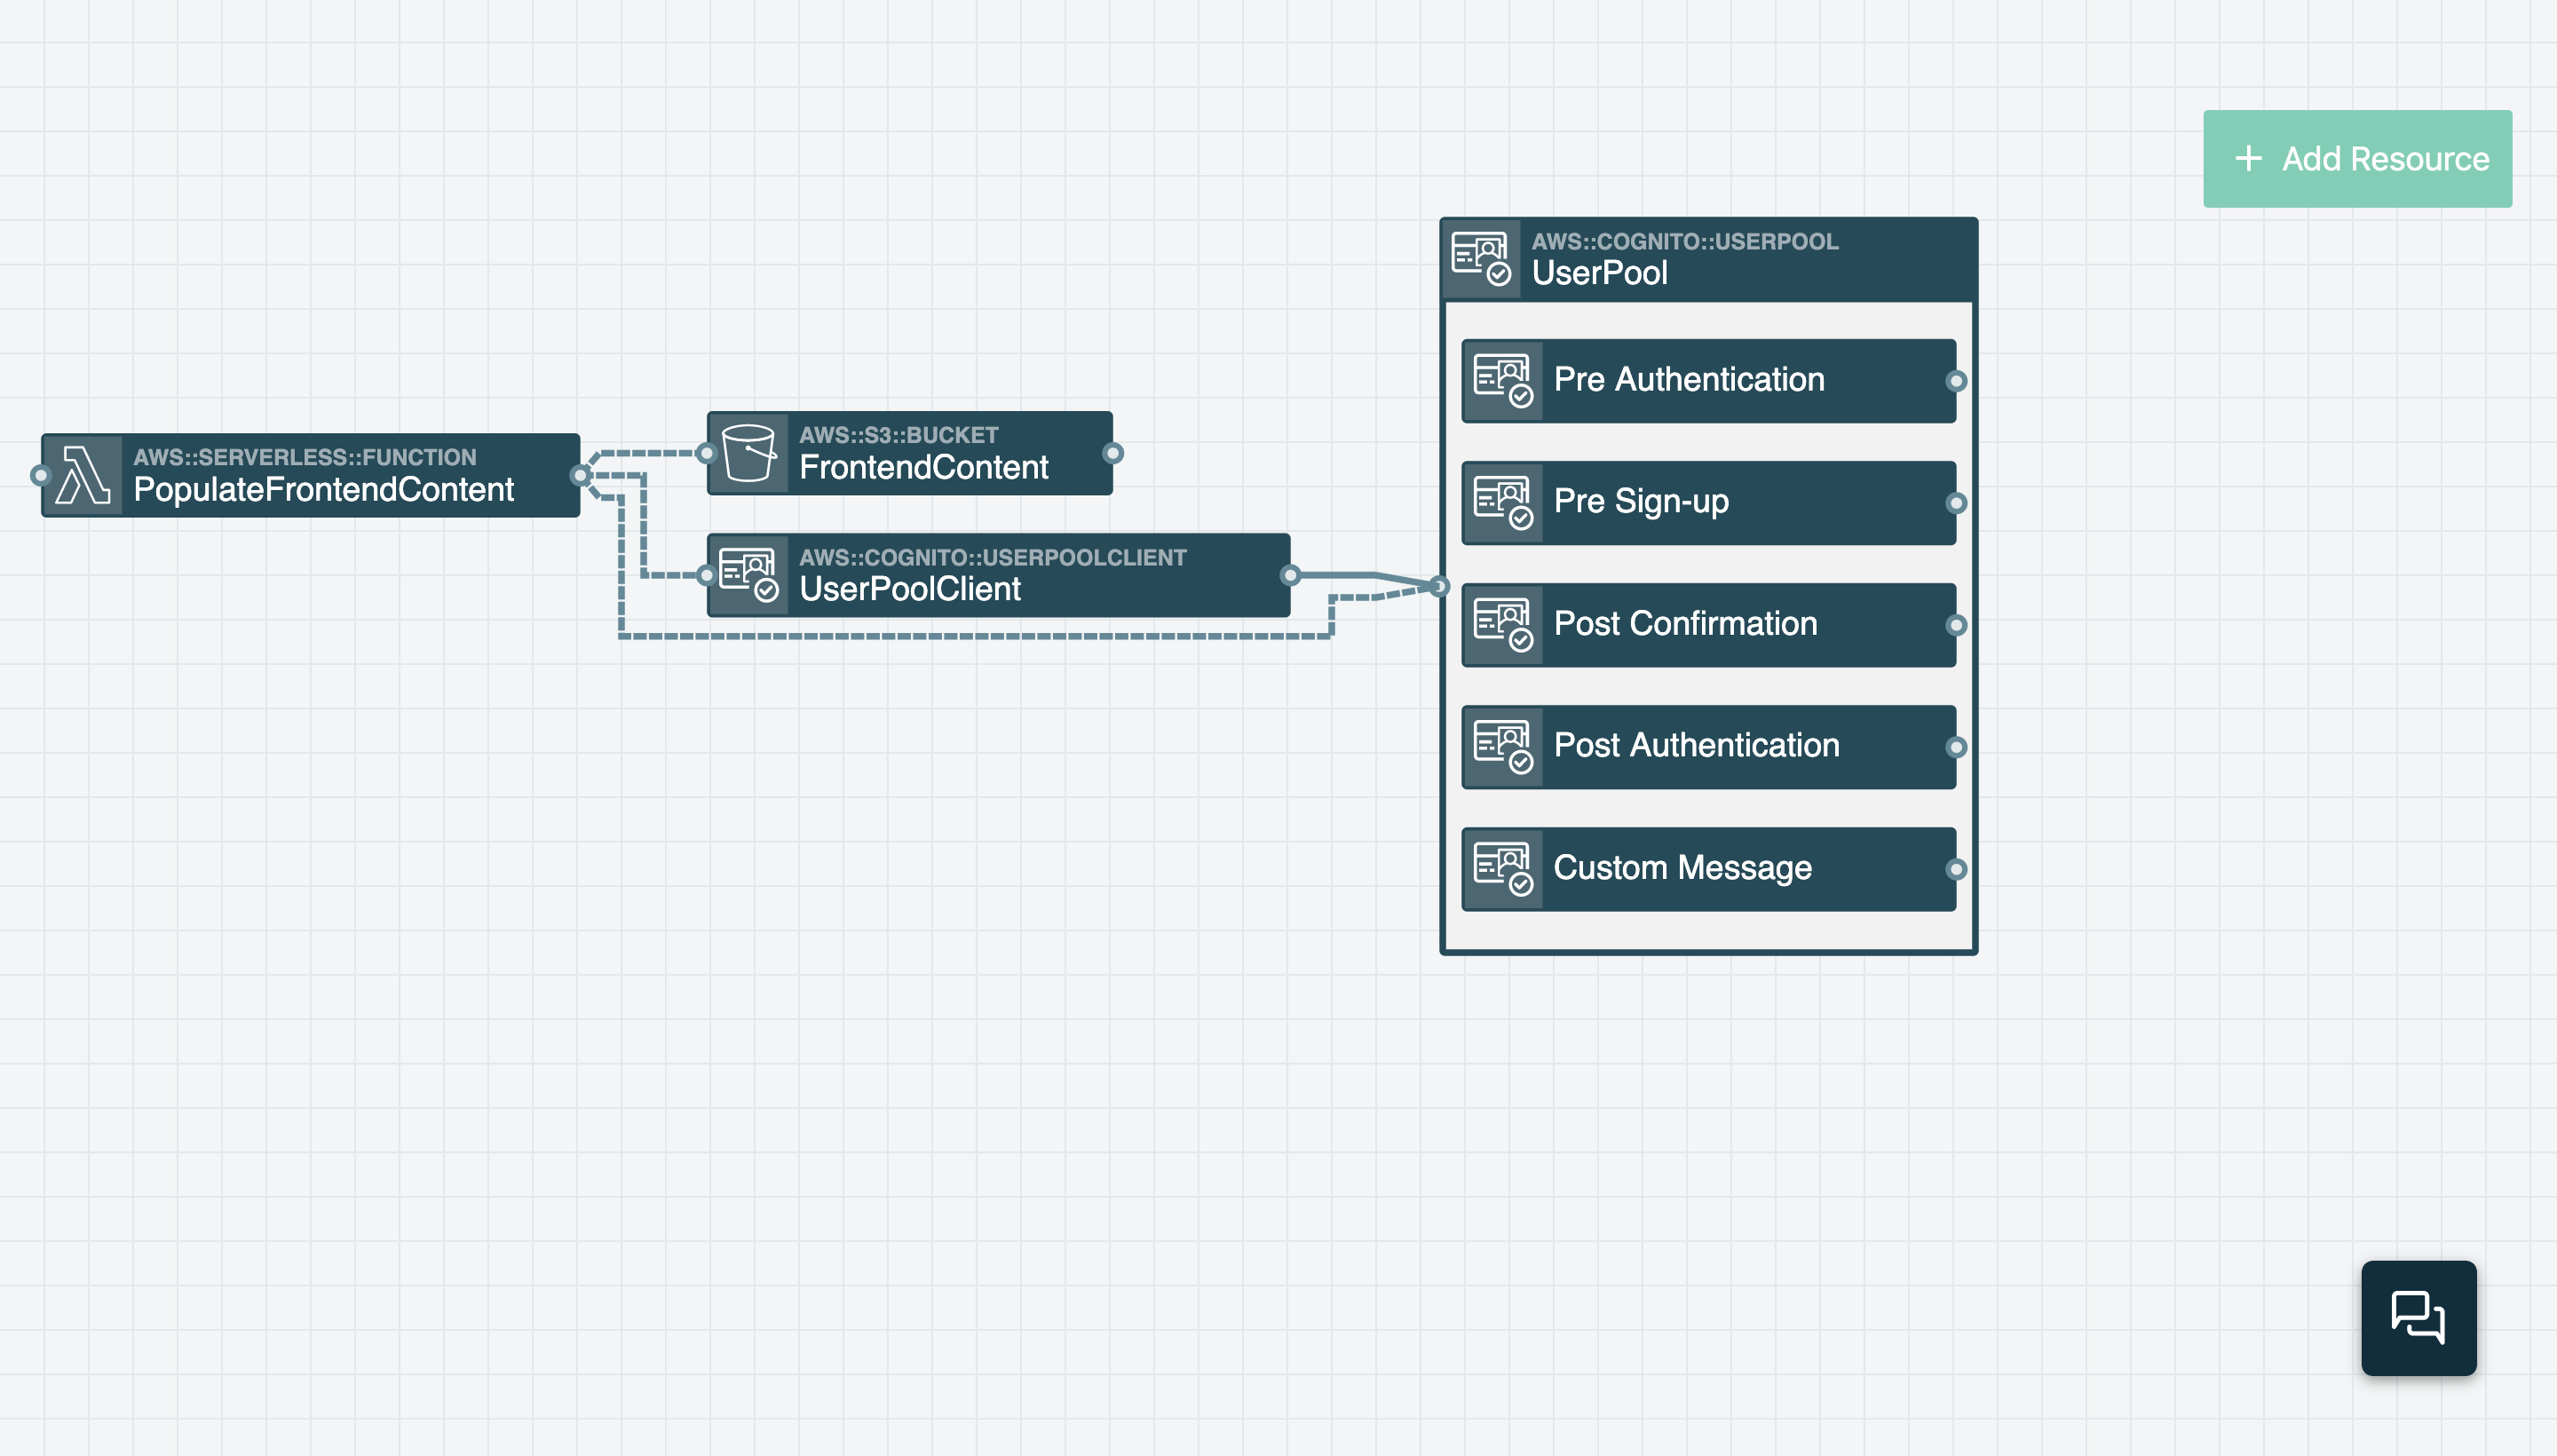 + Add Resource
AWS::COGNITO::USERPOOL
UserPool
Pre Authentication
AWS::SERVERLESS::FUNCTION
PopulateFrontendContent
AWS::S3::BUCKET
FrontendContent
Pre Sign-up
AWS::COGNITO::USERPOOLCLIENT
UserPoolClient
Post Confirmation
Post Authentication
Custom Message